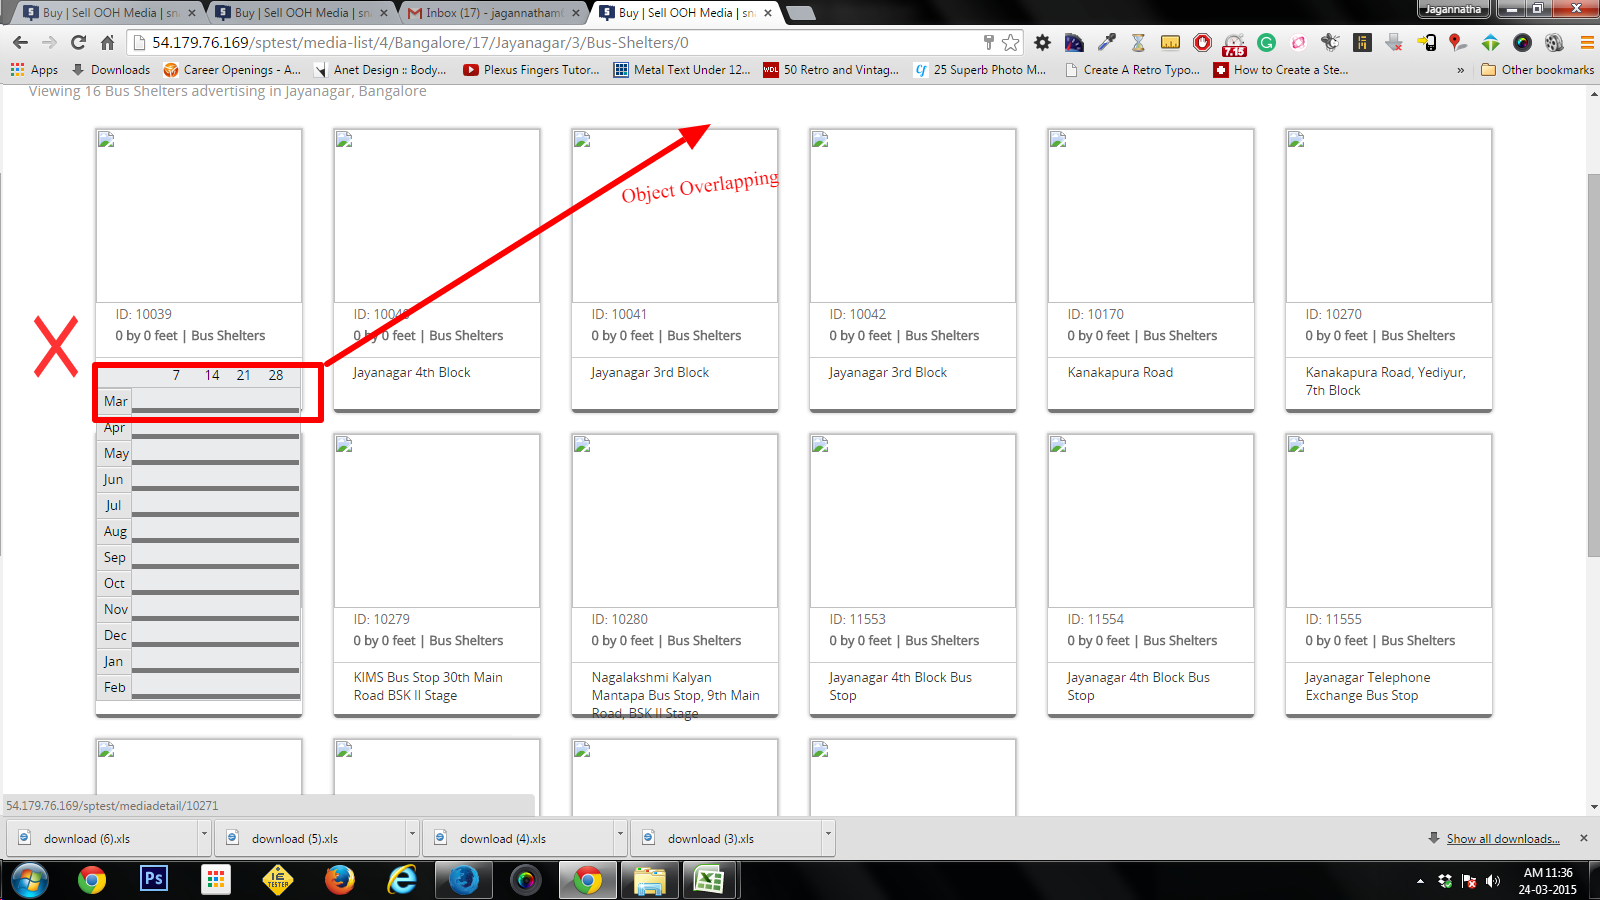 Buy | Sell OOH Media | sn
Buy | Sell OOH Media | sn
Inbox (17) - jagannatham
Buy | Sell OOH Media | sn
Jagannatha
54.179.76.169/sptest/media-list/4/Bangalore/17/Jayanagar/3/Bus-Shelters/0
7.15
Apps
Downloads
Career Openings - A...
Anet Design :: Body...
Plexus Fingers Tutor...
Metal Text Under 12...
WDL
50 Retro and Vintag...
cf
25 Superb Photo M...
Create A Retro Typo...
How to Create a Ste...
»
Other bookmarks
Viewing 16 Bus Shelters advertising in Jayanagar, Bangalore
Object Overlapping
ID: 10039
0 by 0 feet | Bus Shelters
ID: 10040
0 by 0 feet | Bus Shelters
Jayanagar 4th Block
ID: 10041
0 by 0 feet | Bus Shelters
Jayanagar 3rd Block
ID: 10042
0 by 0 feet | Bus Shelters
Jayanagar 3rd Block
ID: 10170
0 by 0 feet | Bus Shelters
Kanakapura Road
ID: 10270
0 by 0 feet | Bus Shelters
Kanakapura Road, Yediyur,
7th Block
X
7 14 21 28
Mar
Apr
May
Jun
Jul
Aug
Sep
Oct
Nov
Dec
Jan
Feb
ID: 10279
0 by 0 feet | Bus Shelters
KIMS Bus Stop 30th Main
Road BSK II Stage
ID: 10280
0 by 0 feet | Bus Shelters
Nagalakshmi Kalyan
Mantapa Bus Stop, 9th Main
Road, BSK II Stage
ID: 11553
0 by 0 feet | Bus Shelters
Jayanagar 4th Block Bus
Stop
ID: 11554
0 by 0 feet | Bus Shelters
Jayanagar 4th Block Bus
Stop
ID: 11555
0 by 0 feet | Bus Shelters
Jayanagar Telephone
Exchange Bus Stop
54.179.76.169/sptest/mediadetail/10271
download (6).xls
download (5).xls
download (4).xls
download (3).xls
Show all downloads...
Ps
IE
TESTER
AM 11:36
24-03-2015